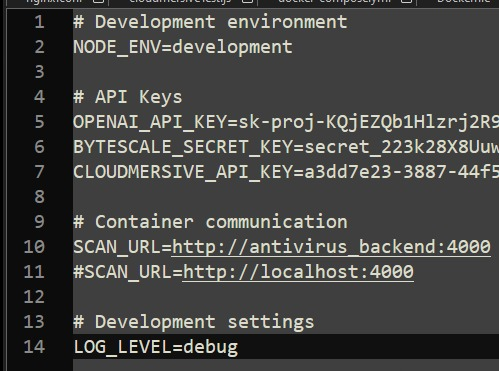 1 # Development environment
2 NODE_ENV=development
3
4 # API Keys
5 OPENAI_API_KEY=sk-proj-KQjEZQb1Hlzrj2R9
6 BYTESCALE_SECRET_KEY=secret_223k28X8Uuw
7 CLOUDMERSIVE_API_KEY=a3dd7e23-3887-44f5
8
9 # Container communication
10 SCAN_URL=http://antivirus_backend:4000
11 #SCAN_URL=http://localhost:4000
12
13 # Development settings
14 LOG_LEVEL=debug